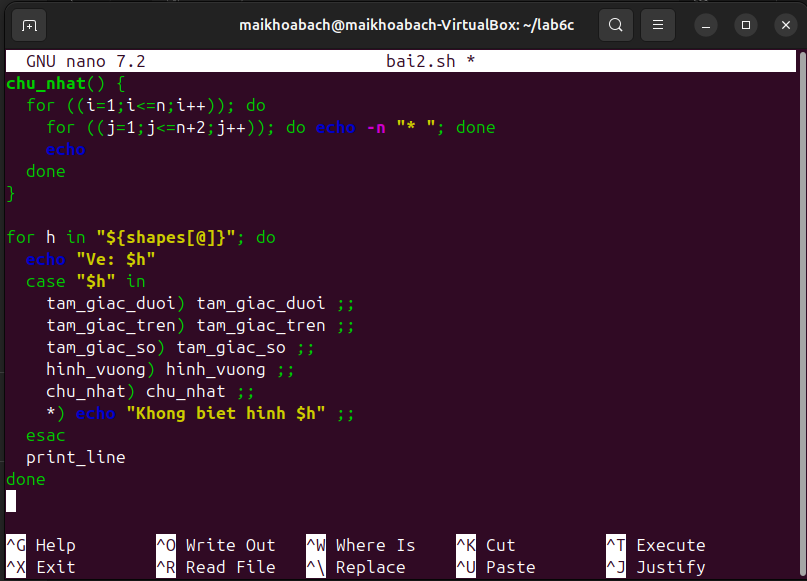 maikhoabach@maikhoabach-VirtualBox: ~/lab6c
GNU nano 7.2 bai2.sh *
chu_nhat() {
  for ((i=1;i<=n;i++)); do
    for ((j=1;j<=n+2;j++)); do echo -n "* "; done
    echo
  done
}

for h in "${shapes[@]}"; do
  echo "Ve: $h"
  case "$h" in
    tam_giac_duoi) tam_giac_duoi ;;
    tam_giac_tren) tam_giac_tren ;;
    tam_giac_so) tam_giac_so ;;
    hinh_vuong) hinh_vuong ;;
    chu_nhat) chu_nhat ;;
    *) echo "Khong biet hinh $h" ;;
  esac
  print_line
done
^G Help ^O Write Out ^W Where Is ^K Cut ^T Execute
^X Exit ^R Read File ^\ Replace ^U Paste ^J Justify